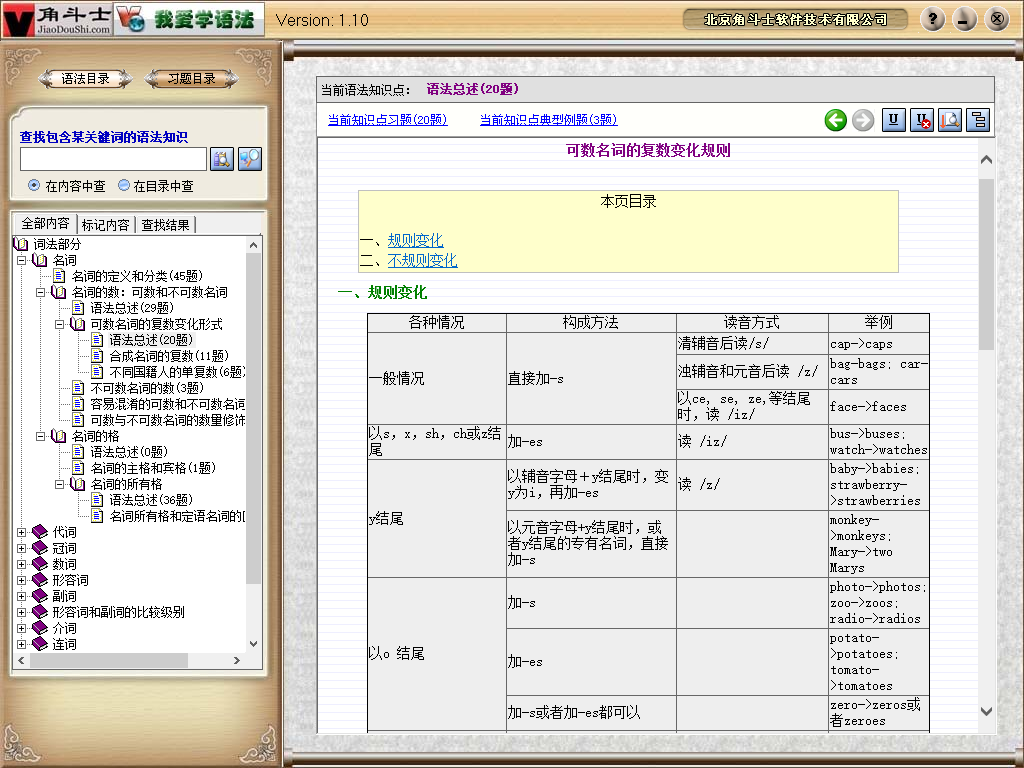 角斗士
JiaoDouShi.com
我爱学语法
Version: 1.10
北京角斗士软件技术有限公司
语法目录
习题目录
查找包含某关键词的语法知识
在内容中查
在目录中查
全部内容
标记内容
查找结果
词法部分
名词
名词的定义和分类(45题)
名词的数：可数和不可数名词
语法总述(29题)
可数名词的复数变化形式
语法总述(20题)
合成名词的复数(11题)
不同国籍人的单复数(6题)
不可数名词的数(3题)
容易混淆的可数和不可数名词
可数与不可数名词的数量修饰
名词的格
语法总述(0题)
名词的主格和宾格(1题)
名词的所有格
语法总述(36题)
名词所有格和定语名词的
代词
冠词
数词
形容词
副词
形容词和副词的比较级别
介词
连词
当前语法知识点：
语法总述(20题)
当前知识点习题(20题)
当前知识点典型例题(3题)
可数名词的复数变化规则
本页目录
一、规则变化
二、不规则变化
一、规则变化
各种情况
构成方法
读音方式
举例
一般情况
直接加-s
清辅音后读/s/
cap->caps
浊辅音和元音后读 /z/
bag-bags; car-
cars
以ce, se, ze,等结尾
时，读 /iz/
face->faces
以s，x，sh，ch或z结
尾
加-es
读 /iz/
bus->buses;
watch->watches
y结尾
以辅音字母＋y结尾时，变
y为i，再加-es
读 /z/
baby->babies;
strawberry-
>strawberries
以元音字母+y结尾时，或
者y结尾的专有名词，直接
加-s
monkey-
>monkeys;
Mary->two
Marys
以o 结尾
加-s
photo->photos;
zoo->zoos;
radio->radios
加-es
potato-
>potatoes;
tomato-
>tomatoes
加-s或者加-es都可以
zero->zeros或
者zeroes